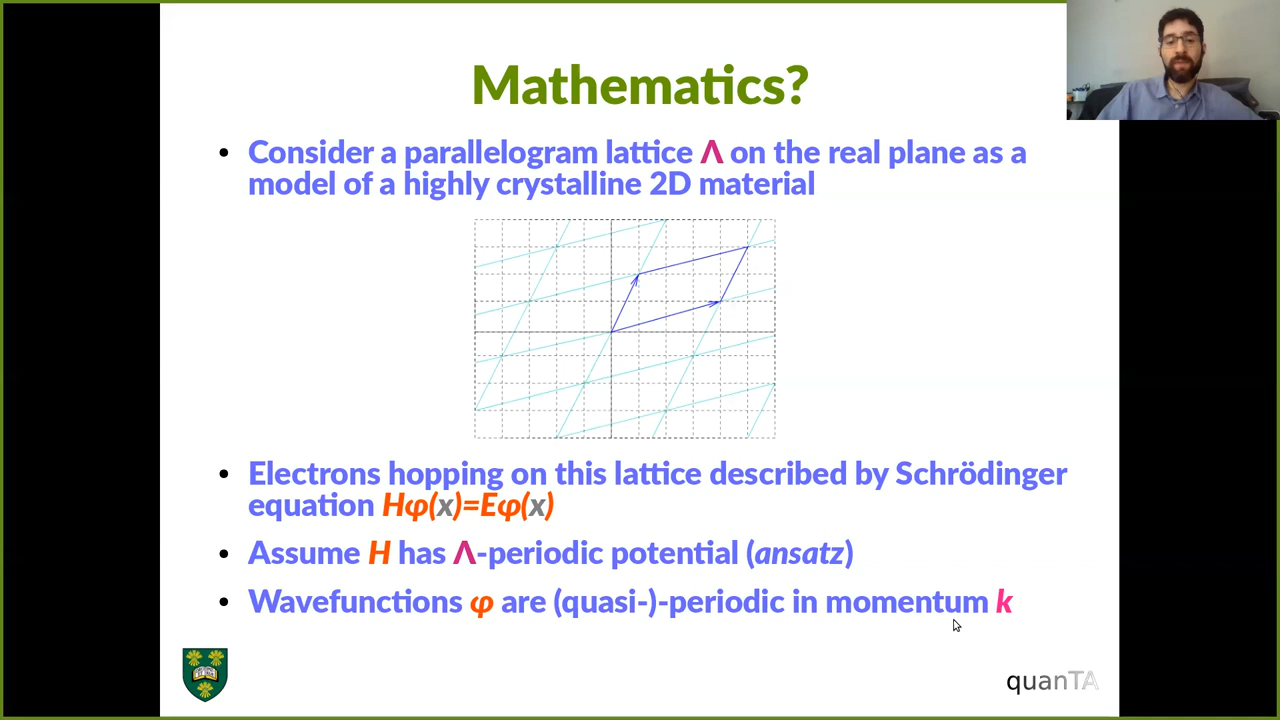 Mathematics?
• Consider a parallelogram lattice Λ on the real plane as a
model of a highly crystalline 2D material
• Electrons hopping on this lattice described by Schrödinger
equation Hφ(x)=Eφ(x)
• Assume H has Λ-periodic potential (ansatz)
• Wavefunctions φ are (quasi-)-periodic in momentum k
quanTA